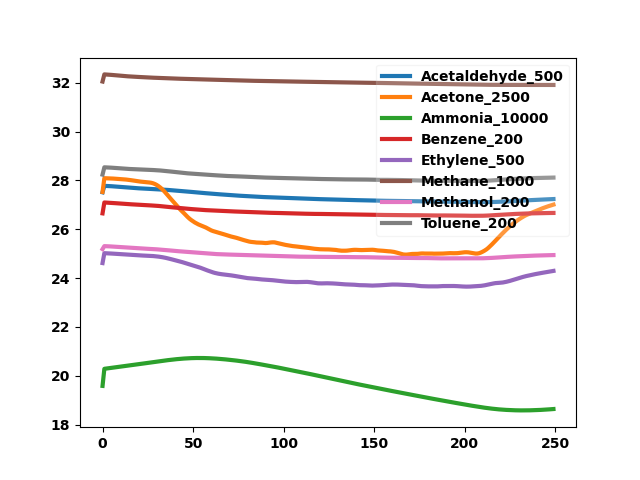 32
30
28
26
24
22
20
18
0
50
100
150
200
250
Acetaldehyde_500
Acetone_2500
Ammonia_10000
Benzene_200
Ethylene_500
Methane_1000
Methanol_200
Toluene_200